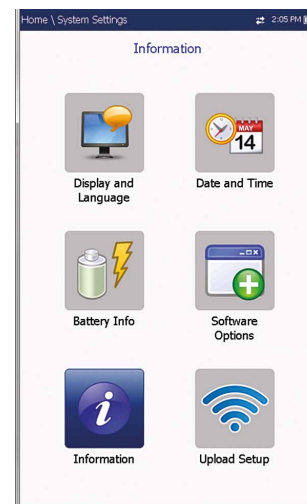 Home \ System Settings 2:05 PM
Information
MAY
14
Display and
Language
Date and Time
Battery Info
Software
Options
i
Information
Upload Setup